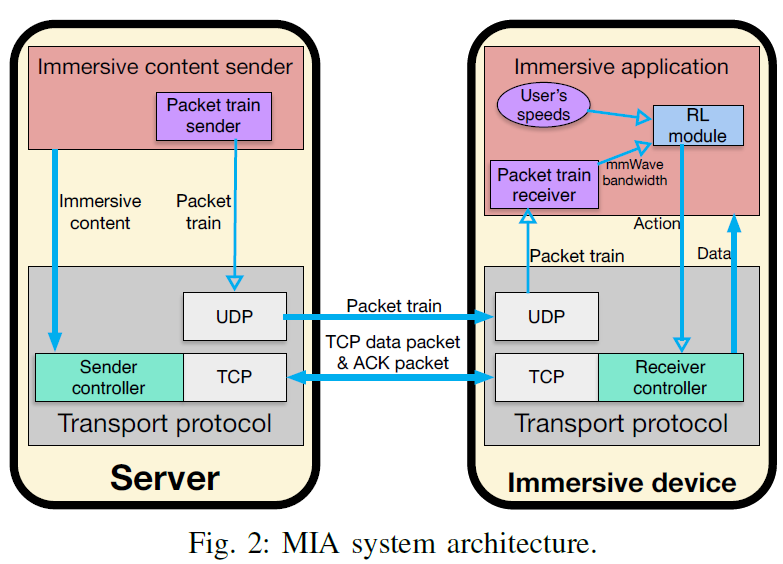 Immersive content sender
Packet train
sender
Immersive
content
Packet
train
UDP
Sender
controller
TCP
Transport protocol
Server
Packet train
TCP data packet
& ACK packet
Immersive application
User's
speeds
RL
module
Packet train
receiver
mmWave
bandwidth
Action
Data
Packet train
UDP
TCP
Receiver
controller
Transport protocol
Immersive device
Fig. 2: MIA system architecture.